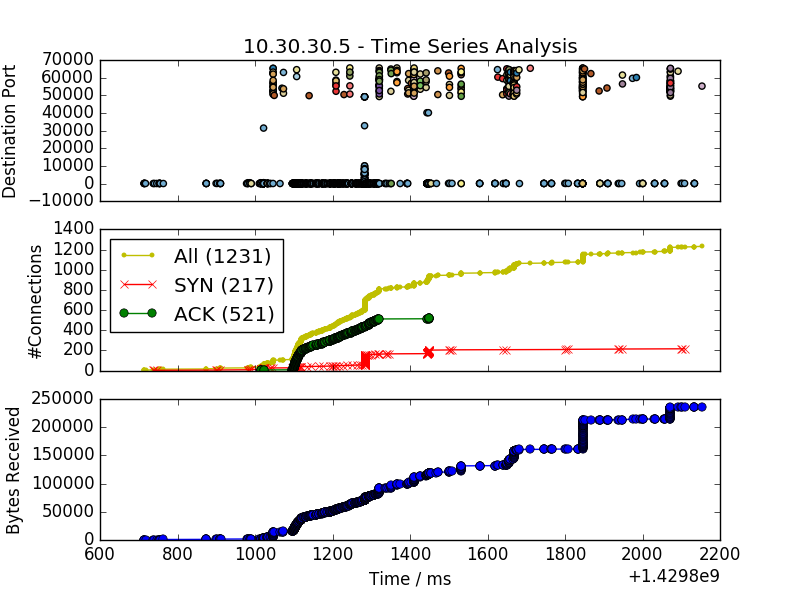 10.30.30.5 - Time Series Analysis
70000
60000
50000
40000
30000
20000
10000
0
−10000
Destination Port
1400
1200
1000
800
600
400
200
0
#Connections
All (1231)
SYN (217)
ACK (521)
250000
200000
150000
100000
50000
0
Bytes Received
600 800 1000 1200 1400 1600 1800 2000 2200
Time / ms
+1.4298e9